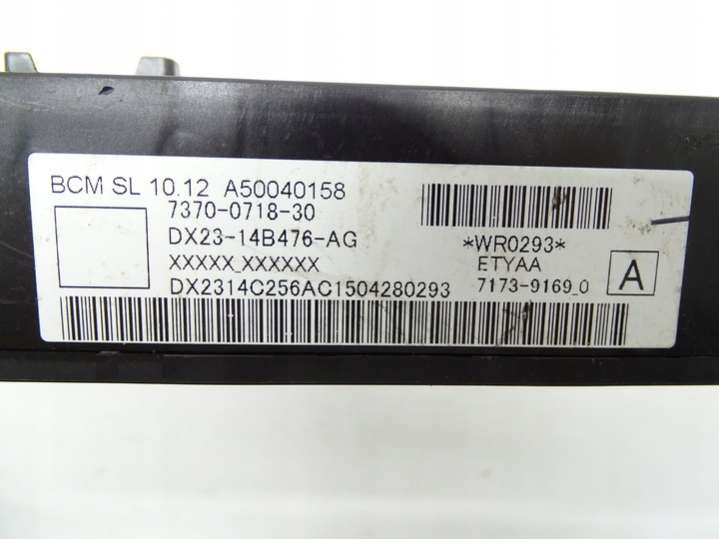 BCM SL 10.12 A50040158
7370-0718-30
DX23-14B476-AG
XXXXX_XXXXXX
DX2314C256AC1504280293
*WR0293*
ETYAA
7173-9169_0
A